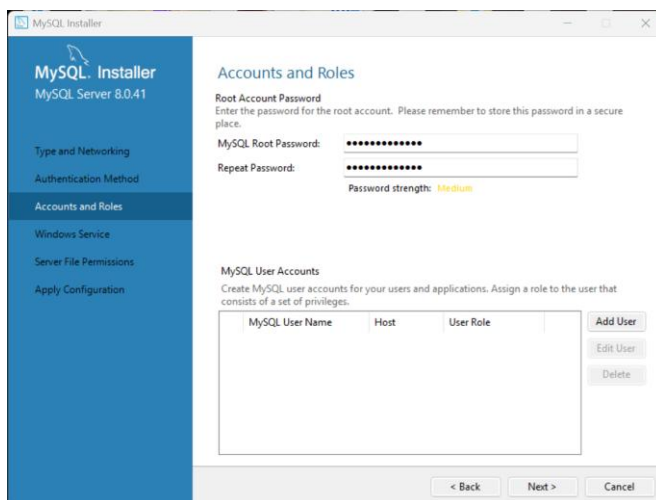 MySQL Installer
MySQL. Installer
MySQL Server 8.0.41
Type and Networking
Authentication Method
Accounts and Roles
Windows Service
Server File Permissions
Apply Configuration
Accounts and Roles
Root Account Password
Enter the password for the root account. Please remember to store this password in a secure
place.
MySQL Root Password: •••••••••••••
Repeat Password: •••••••••••••
Password strength: Medium
MySQL User Accounts
Create MySQL user accounts for your users and applications. Assign a role to the user that
consists of a set of privileges.
MySQL User Name Host User Role
Add User
Edit User
Delete
< Back Next > Cancel